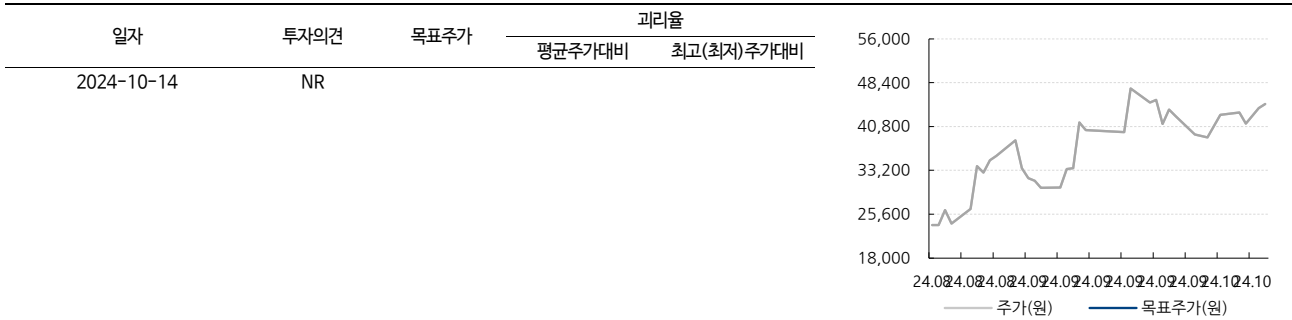 일자 투자의견 목표주가 괴리율
평균주가대비 최고(최저)주가대비
2024-10-14 NR
56,000
48,400
40,800
33,200
25,600
18,000
24.08 24.08 24.08 24.09 24.09 24.09 24.09 24.09 24.09 24.10 24.10
주가(원) 목표주가(원)